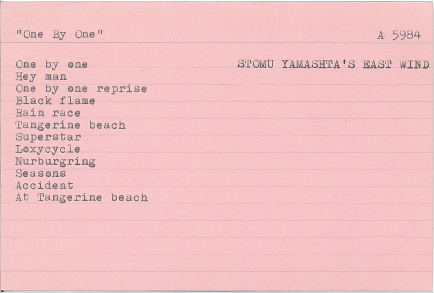 "One By One" A 5984
One by one STOMU YAMASHTA'S EAST WIND
Hey man
One by one reprise
Black flame
Rain race
Tangerine beach
Superstar
Loxycycle
Nurburgring
Seasons
Accident
At Tangerine beach